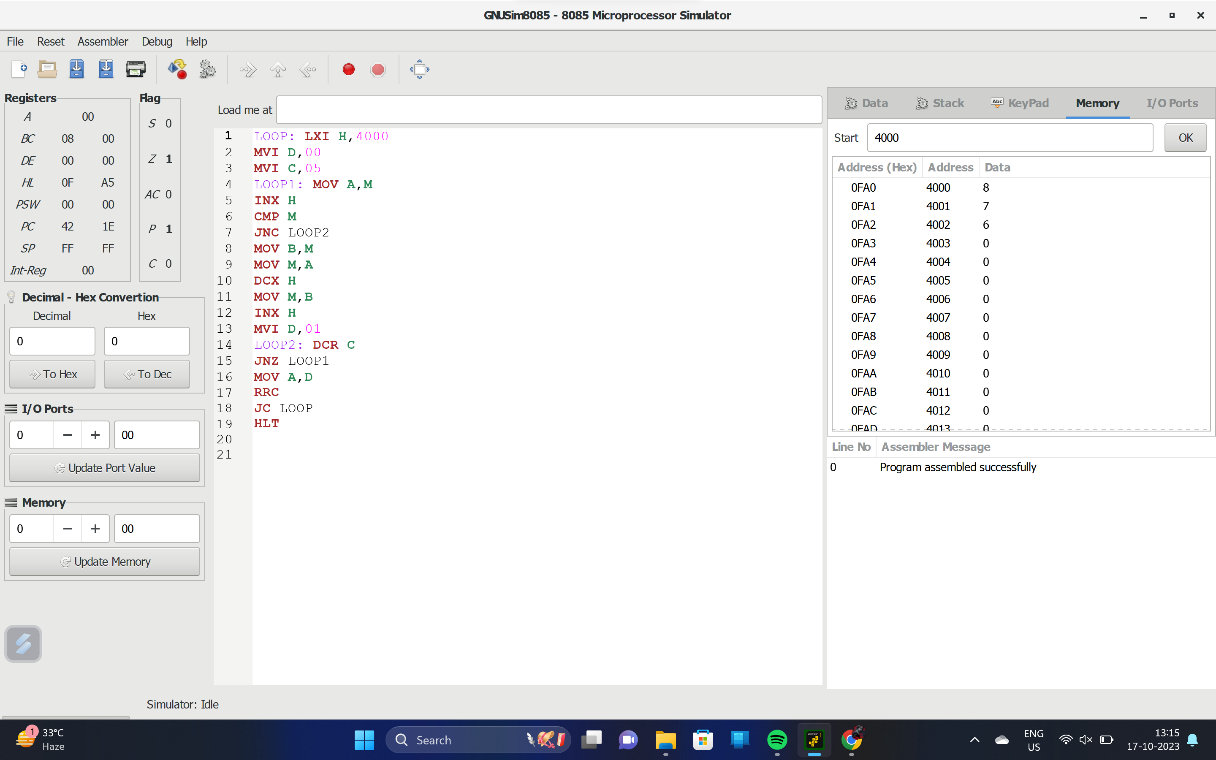 GNUSim8085 - 8085 Microprocessor Simulator
File Reset Assembler Debug Help
Registers
A 00
BC 08 00
DE 00 00
HL 0F A5
PSW 00 00
PC 42 1E
SP FF FF
Int-Reg 00
Flag
S 0
Z 1
AC 0
P 1
C 0
Decimal - Hex Convertion
Decimal Hex
0 0
To Hex To Dec
I/O Ports
0 − + 00
Update Port Value
Memory
0 − + 00
Update Memory
Load me at
1 LOOP: LXI H,4000
2 MVI D,00
3 MVI C,05
4 LOOP1: MOV A,M
5 INX H
6 CMP M
7 JNC LOOP2
8 MOV B,M
9 MOV M,A
10 DCX H
11 MOV M,B
12 INX H
13 MVI D,01
14 LOOP2: DCR C
15 JNZ LOOP1
16 MOV A,D
17 RRC
18 JC LOOP
19 HLT
20
21
Data Stack KeyPad Memory I/O Ports
Start 4000 OK
Address (Hex) Address Data
0FA0 4000 8
0FA1 4001 7
0FA2 4002 6
0FA3 4003 0
0FA4 4004 0
0FA5 4005 0
0FA6 4006 0
0FA7 4007 0
0FA8 4008 0
0FA9 4009 0
0FAA 4010 0
0FAB 4011 0
0FAC 4012 0
0FAD 4013 0
Line No Assembler Message
0 Program assembled successfully
Simulator: Idle
1
33°C
Haze
Search
ENG
US
13:15
17-10-2023